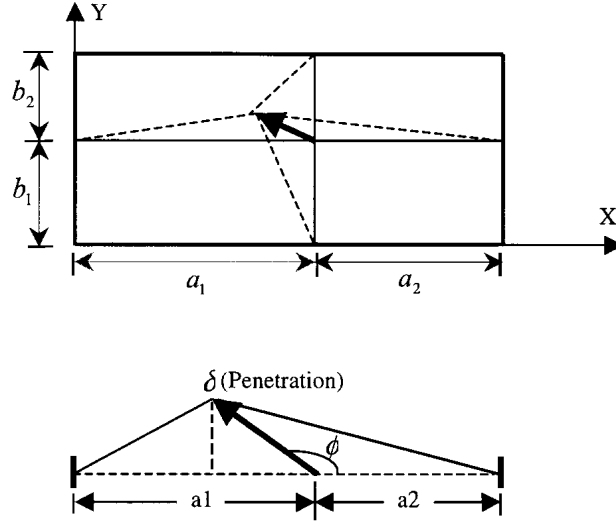 Y
b₂
b₁
X
a₁
a₂
δ (Penetration)
ϕ
a1
a2